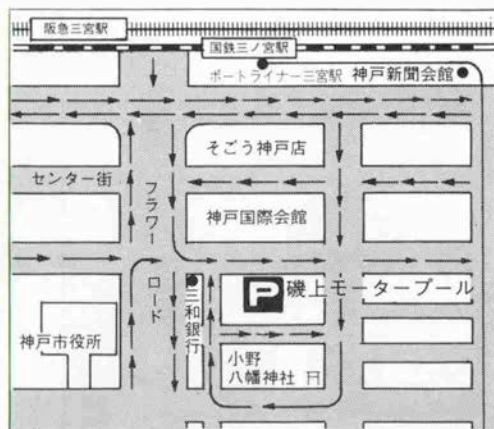 阪急三宮駅
国鉄三ノ宮駅
ポートライナー三宮駅
神戸新聞会館
そごう神戸店
センター街
フラワーロード
神戸国際会館
P
磯上モータープール
三和銀行
神戸市役所
小野
八幡神社